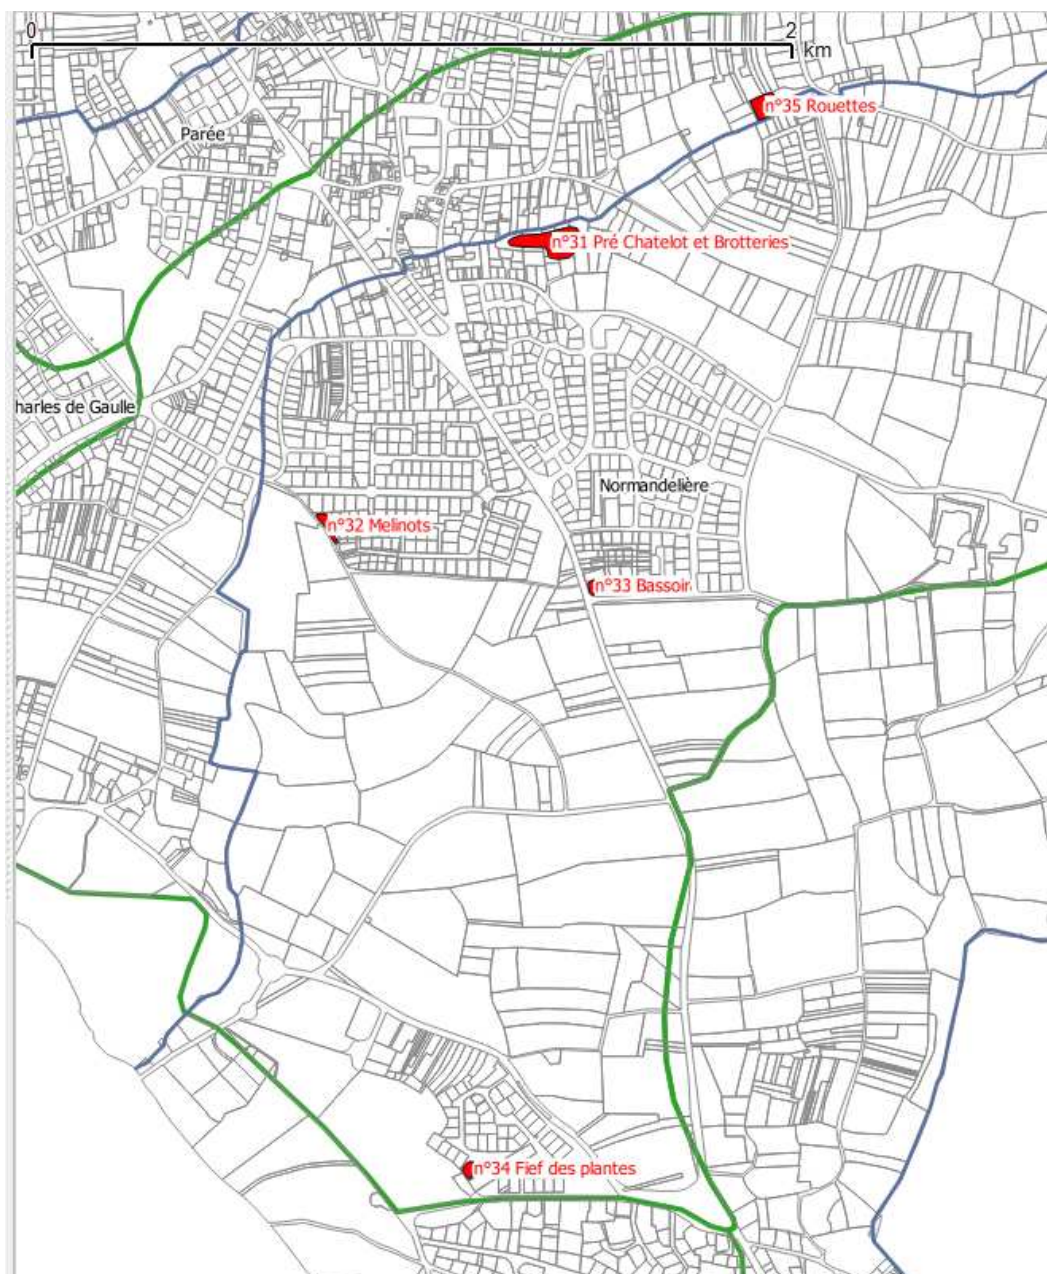 0
2
km
n°35 Rouettes
Parée
n°31 Pré Chatelot et Brotteries
harles de Gaulle
Normandelière
n°32 Melinots
n°33 Bassoir
n°34 Fief des plantes